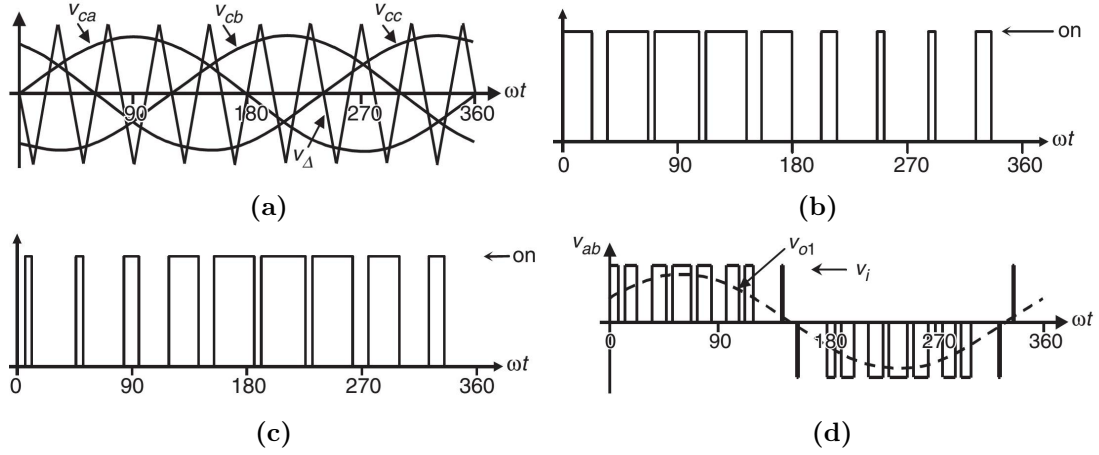 v_ca v_cb v_cc
ωt
90 180 270 360
v_Δ
(a)
on
ωt
0 90 180 270 360
(b)
on
ωt
0 90 180 270 360
(c)
v_ab v_o1
v_i
ωt
0 90 180 270 360
(d)